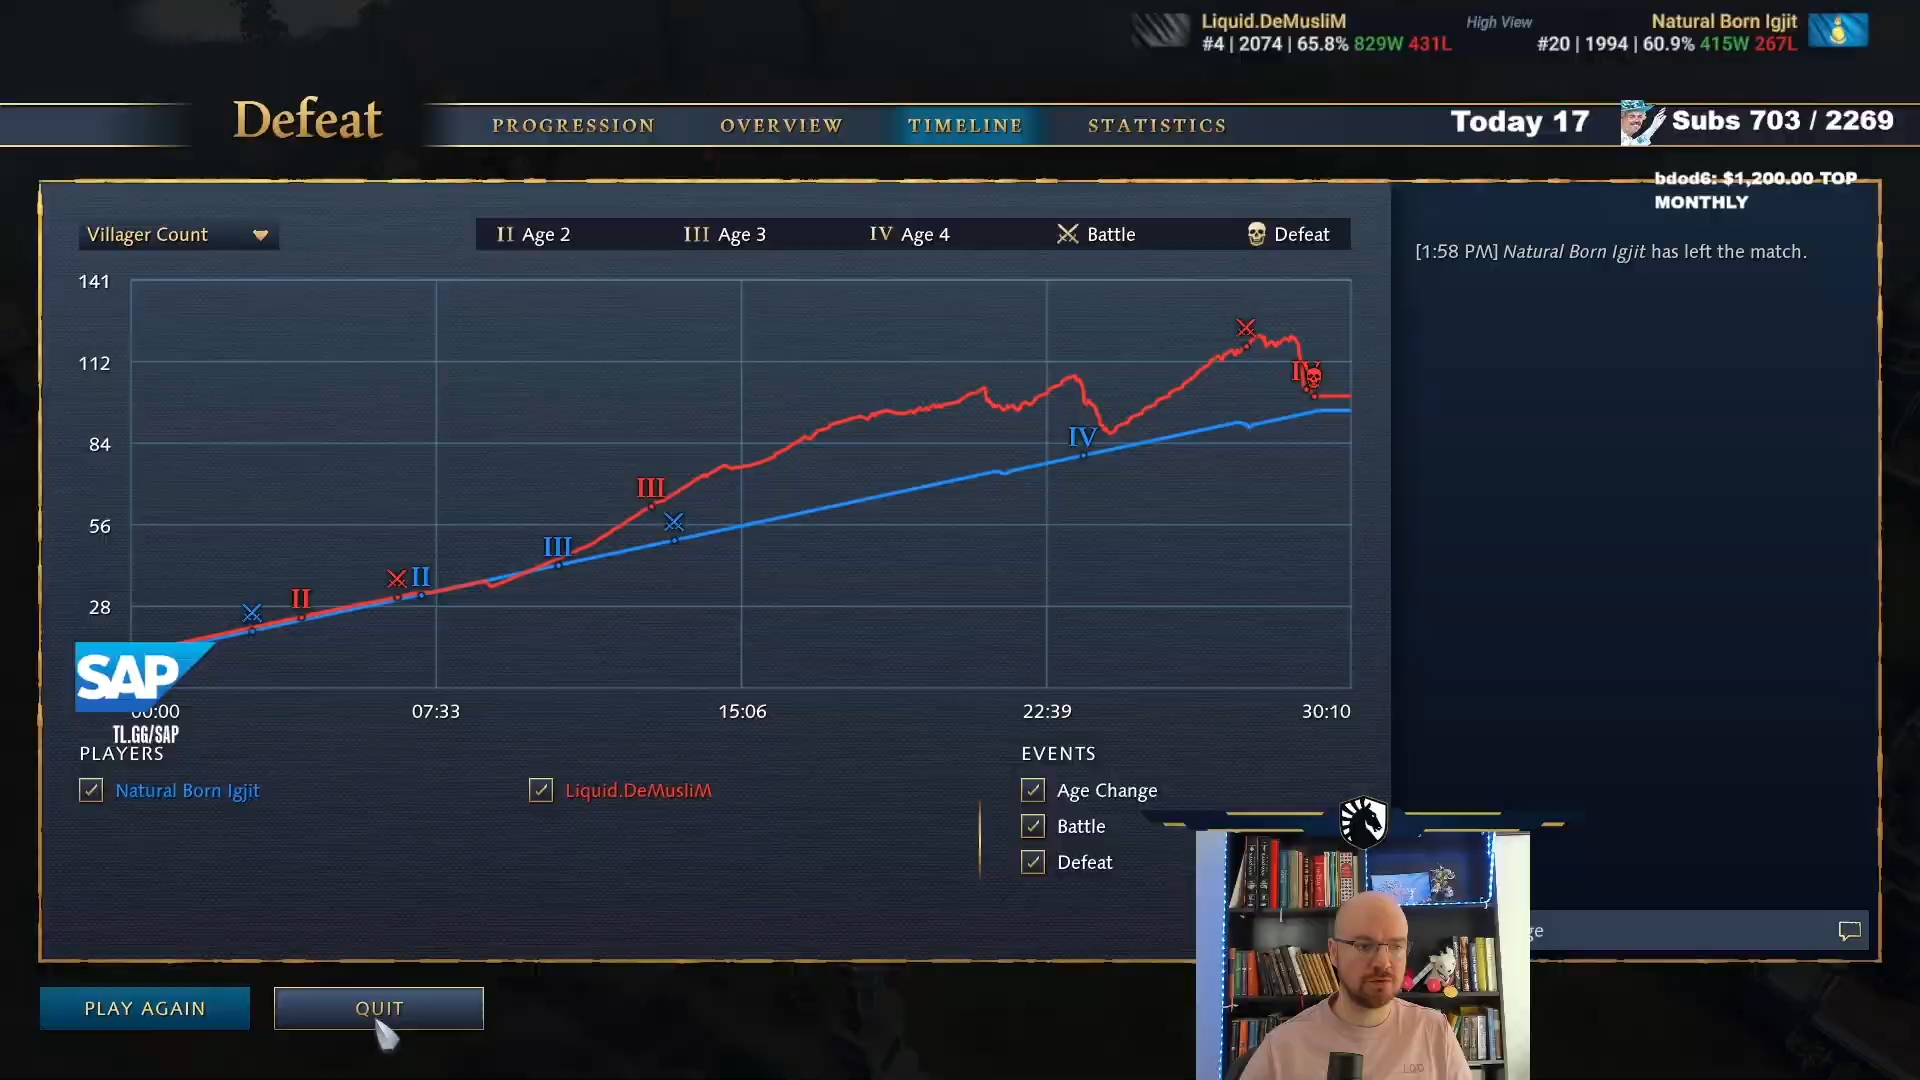 Liquid.DeMusliM
#4 | 2074 | 65.8% 829W 431L
High View
Natural Born Igjit
#20 | 1994 | 60.9% 415W 267L
Defeat
PROGRESSION
OVERVIEW
TIMELINE
STATISTICS
Today 17
Subs 703 / 2269
bdod6: $1,200.00 TOP
MONTHLY
Villager Count
II Age 2
III Age 3
IV Age 4
Battle
Defeat
[1:58 PM] Natural Born Igjit has left the match.
141
112
84
56
28
II
III
II
III
IV
IV
SAP
TL.GG/SAP
00:00
07:33
15:06
22:39
30:10
PLAYERS
Natural Born Igjit
Liquid.DeMusliM
EVENTS
Age Change
Battle
Defeat
PLAY AGAIN
QUIT